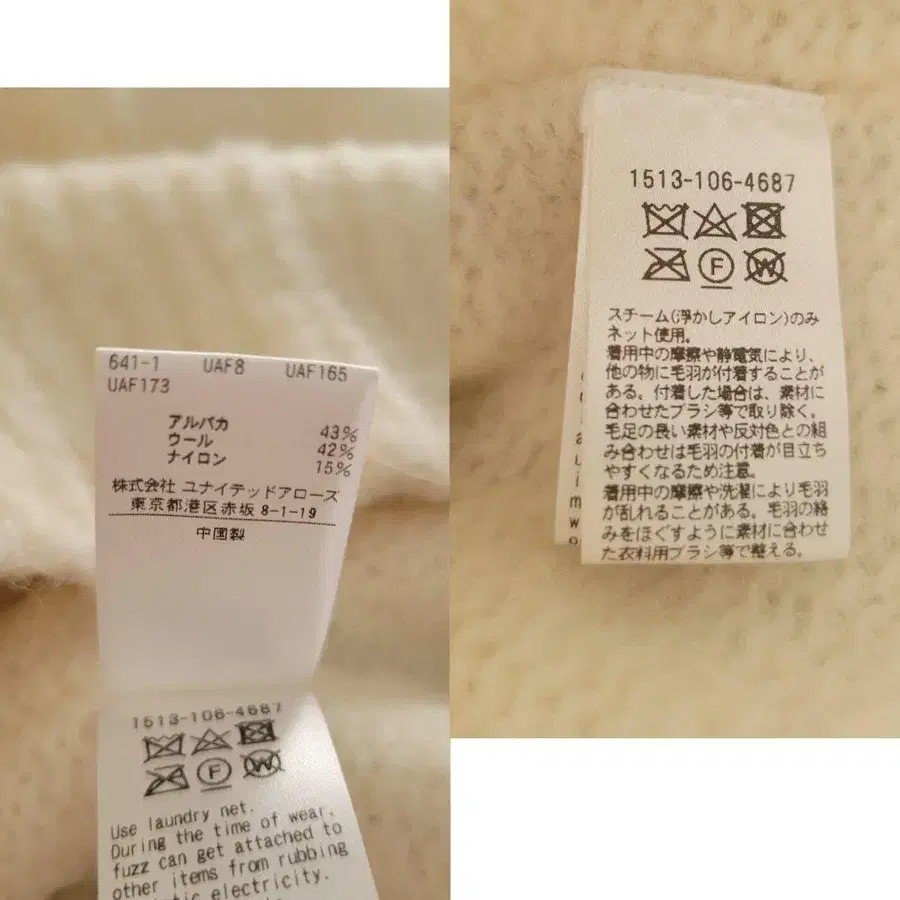 641-1 UAF8 UAF165
UAF173
アルパカ 43%
ウール 42%
ナイロン 15%
株式会社 ユナイテッドアローズ
東京都港区赤坂 8-1-19
中国製
1513-106-4687
F W
Use laundry net.
During the time of wear,
fuzz can get attached to
other items from rubbing
electricity.
1513-106-4687
F W
スチーム(浮かしアイロン)のみ
ネット使用。
着用中の摩擦や静電気により、
他の物に毛羽が付着することが
ある。付着した場合は、素材に
合わせたブラシ等で取り除く。
毛足の長い素材や反対色との組
み合わせは毛羽の付着が目立ち
やすくなるため注意。
着用中の摩擦や洗濯により毛羽
が乱れることがある。毛羽の絡
みをほぐすように素材に合わせ
た衣料用ブラシ等で整える。